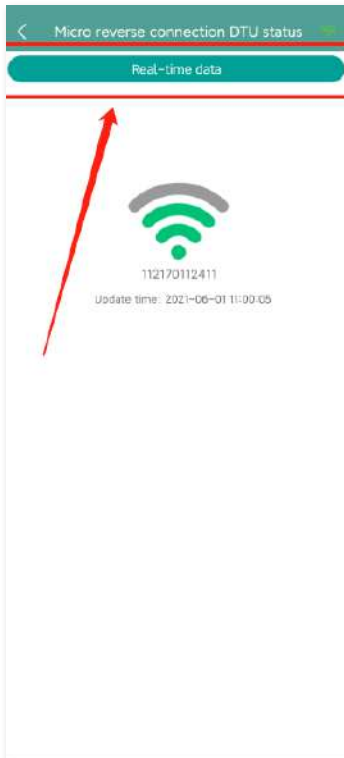 Micro reverse connection DTU status
Real-time data
112170112411
Update time: 2021-06-01 11:00:05